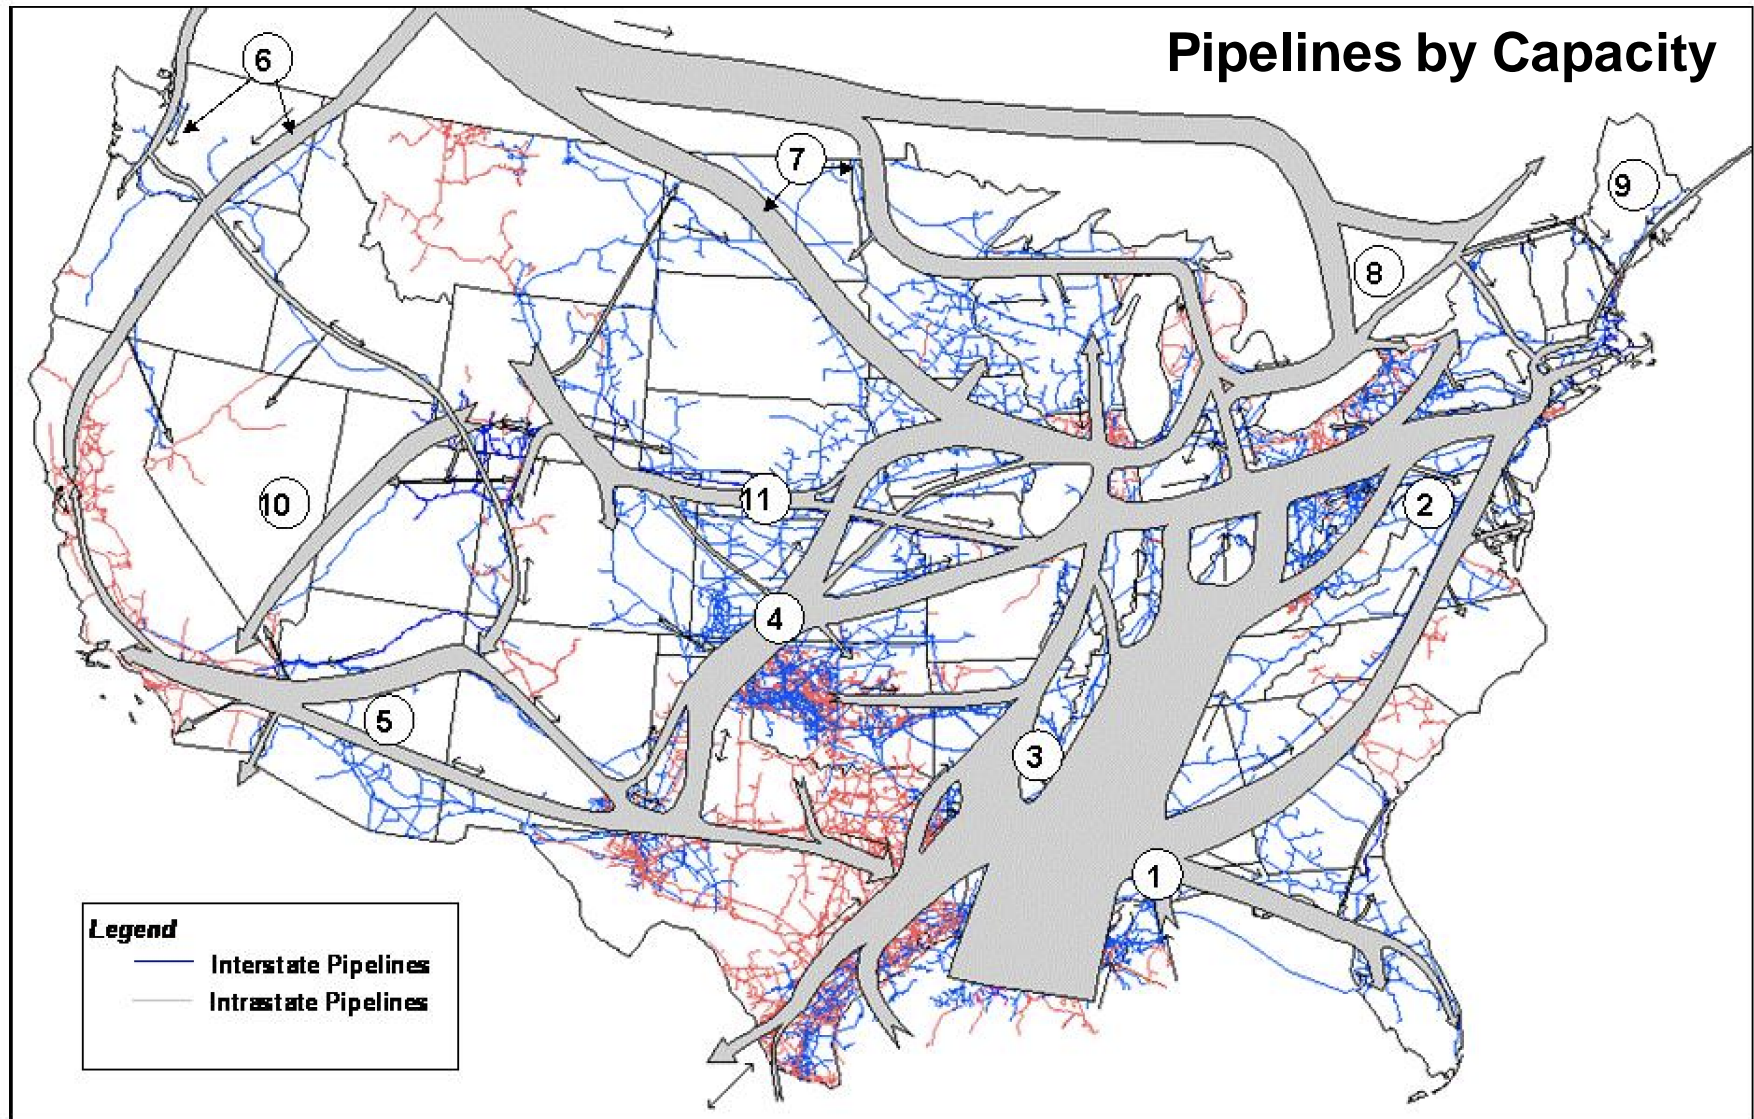 Pipelines by Capacity
6
7
9
8
10
11
2
4
5
3
1
Legend
Interstate Pipelines
Intrastate Pipelines